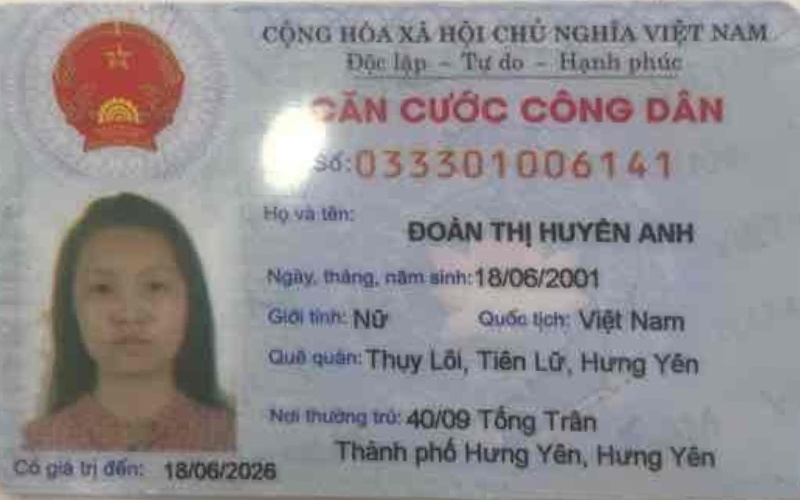 CỘNG HÒA XÃ HỘI CHỦ NGHĨA VIỆT NAM
Độc lập - Tự do - Hạnh phúc
CĂN CƯỚC CÔNG DÂN
Số: 033301006141
Họ và tên: ĐOÀN THỊ HUYÊN ANH
Ngày, tháng, năm sinh: 18/06/2001
Giới tính: Nữ Quốc tịch: Việt Nam
Quê quán: Thụy Lôi, Tiên Lữ, Hưng Yên
Nơi thường trú: 40/09 Tống Trân
Thành phố Hưng Yên, Hưng Yên
Có giá trị đến: 18/06/2026